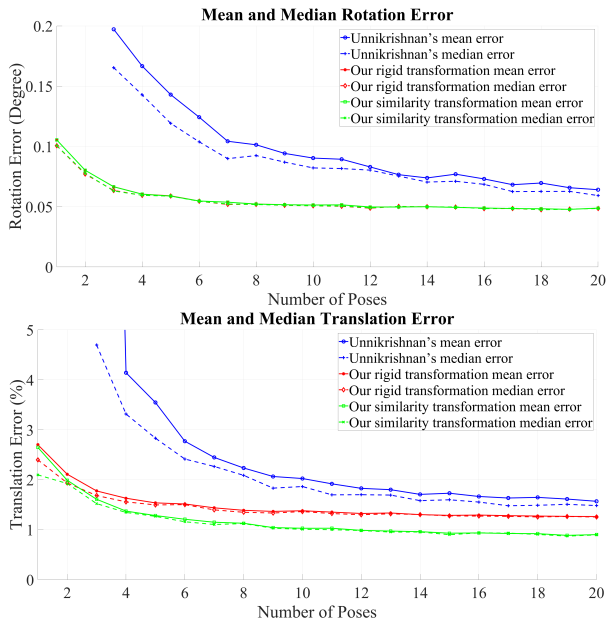 Mean and Median Rotation Error
Rotation Error (Degree)
0.2
0.15
0.1
0.05
0
Unnikrishnan's mean error
Unnikrishnan's median error
Our rigid transformation mean error
Our rigid transformation median error
Our similarity transformation mean error
Our similarity transformation median error
2 4 6 8 10 12 14 16 18 20
Number of Poses
Mean and Median Translation Error
Translation Error (%)
5
4
3
2
1
0
Unnikrishnan's mean error
Unnikrishnan's median error
Our rigid transformation mean error
Our rigid transformation median error
Our similarity transformation mean error
Our similarity transformation median error
2 4 6 8 10 12 14 16 18 20
Number of Poses